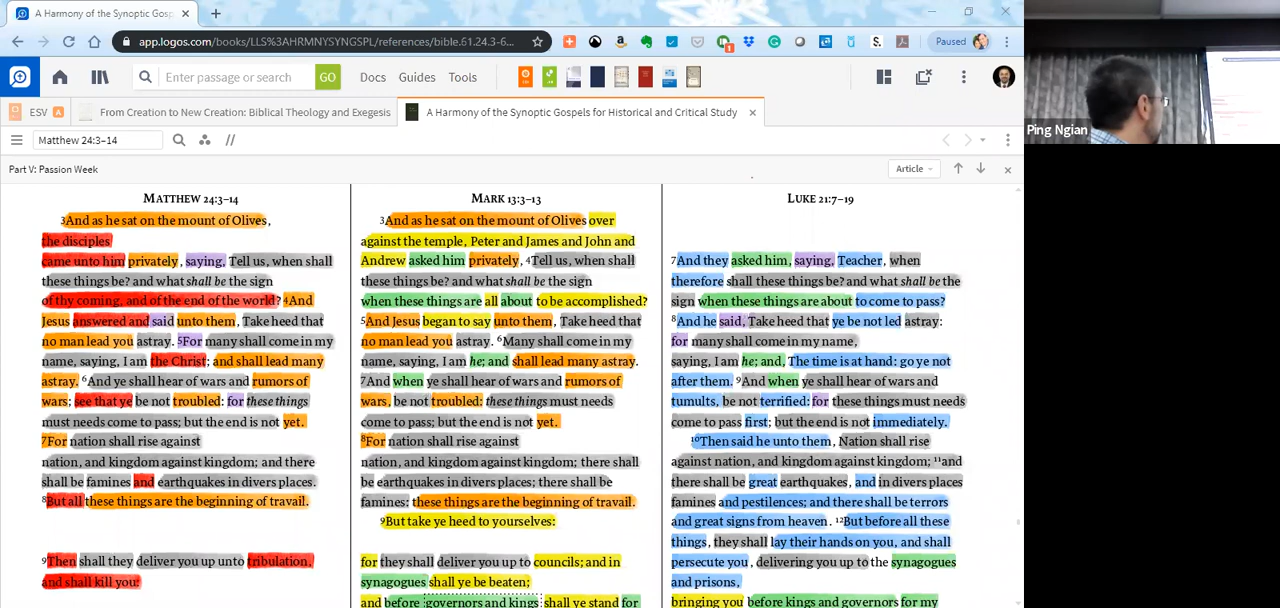 A Harmony of the Synoptic Gosp
app.logos.com/books/LLS%3AHRMNYSYNGSPL/references/bible.61.24.3-6...
1
S.
Paused
Enter passage or search
GO
Docs
Guides
Tools
ESV A
From Creation to New Creation: Biblical Theology and Exegesis
A Harmony of the Synoptic Gospels for Historical and Critical Study
Matthew 24:3–14
Part V: Passion Week
Article
MATTHEW 24:3–14
3And as he sat on the mount of Olives,
the disciples
came unto him privately, saying, Tell us, when shall
these things be? and what shall be the sign
of thy coming, and of the end of the world? 4And
Jesus answered and said unto them, Take heed that
no man lead you astray. 5For many shall come in my
name, saying, I am the Christ; and shall lead many
astray. 6And ye shall hear of wars and rumors of
wars; see that ye be not troubled: for these things
must needs come to pass; but the end is not yet.
7For nation shall rise against
nation, and kingdom against kingdom; and there
shall be famines and earthquakes in divers places.
8But all these things are the beginning of travail.
9Then shall they deliver you up unto tribulation,
and shall kill you:
MARK 13:3–13
3And as he sat on the mount of Olives over
against the temple, Peter and James and John and
Andrew asked him privately, 4Tell us, when shall
these things be? and what shall be the sign
when these things are all about to be accomplished?
5And Jesus began to say unto them, Take heed that
no man lead you astray. 6Many shall come in my
name, saying, I am he; and shall lead many astray.
7And when ye shall hear of wars and rumors of
wars, be not troubled: these things must needs
come to pass; but the end is not yet.
8For nation shall rise against
nation, and kingdom against kingdom; there shall
be earthquakes in divers places; there shall be
famines: these things are the beginning of travail.
9But take ye heed to yourselves:
for they shall deliver you up to councils; and in
synagogues shall ye be beaten;
and before governors and kings shall ye stand for
LUKE 21:7–19
7And they asked him, saying, Teacher, when
therefore shall these things be? and what shall be the
sign when these things are about to come to pass?
8And he said, Take heed that ye be not led astray:
for many shall come in my name,
saying, I am he; and, The time is at hand: go ye not
after them. 9And when ye shall hear of wars and
tumults, be not terrified: for these things must needs
come to pass first; but the end is not immediately.
10Then said he unto them, Nation shall rise
against nation, and kingdom against kingdom; 11and
there shall be great earthquakes, and in divers places
famines and pestilences; and there shall be terrors
and great signs from heaven. 12But before all these
things, they shall lay their hands on you, and shall
persecute you, delivering you up to the synagogues
and prisons,
bringing you before kings and governors for my
Ping Ngian